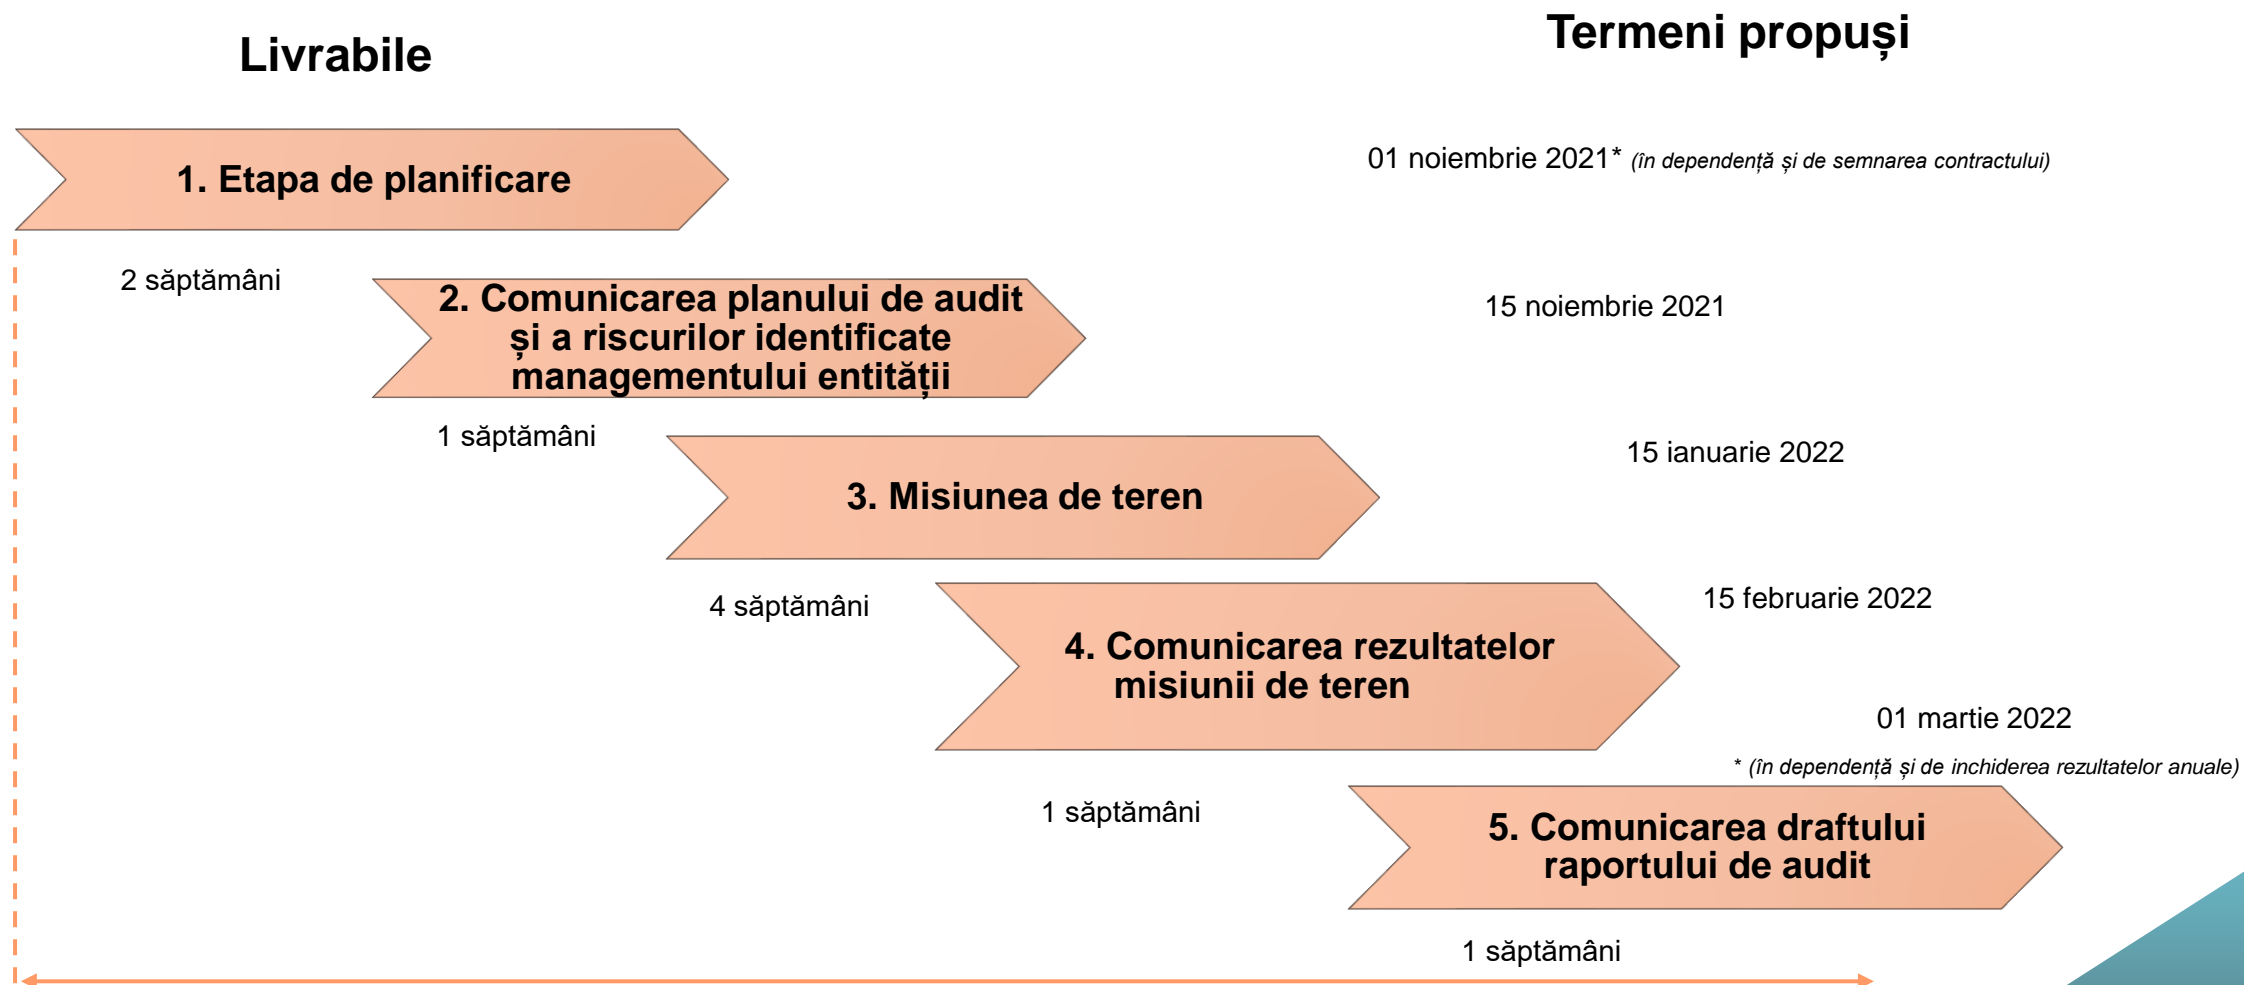 Livrabile
Termeni propuși
1. Etapa de planificare
01 noiembrie 2021* (în dependență și de semnarea contractului)
2 săptămâni
2. Comunicarea planului de audit
și a riscurilor identificate
managementului entității
15 noiembrie 2021
1 săptămâni
3. Misiunea de teren
15 ianuarie 2022
4 săptămâni
4. Comunicarea rezultatelor
misiunii de teren
15 februarie 2022
01 martie 2022
* (în dependență și de inchiderea rezultatelor anuale)
1 săptămâni
5. Comunicarea draftului
raportului de audit
1 săptămâni